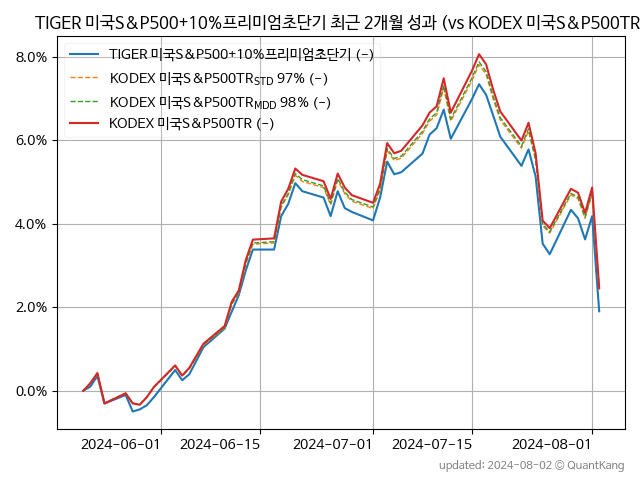 TIGER 미국S&P500+10%프리미엄초단기 최근 2개월 성과 (vs KODEX 미국S&P500TR
8.0%
6.0%
4.0%
2.0%
0.0%
TIGER 미국S&P500+10%프리미엄초단기 (-)
KODEX 미국S&P500TR_STD 97% (-)
KODEX 미국S&P500TR_MDD 98% (-)
KODEX 미국S&P500TR (-)
2024-06-01 2024-06-15 2024-07-01 2024-07-15 2024-08-01
updated: 2024-08-02 © QuantKang